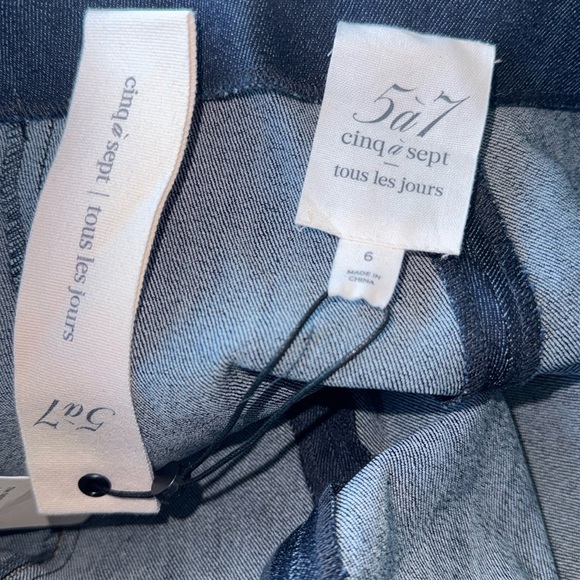 cinq à sept | tous les jours
5à7
5à7
cinq à sept
tous les jours
6
MADE IN
CHINA